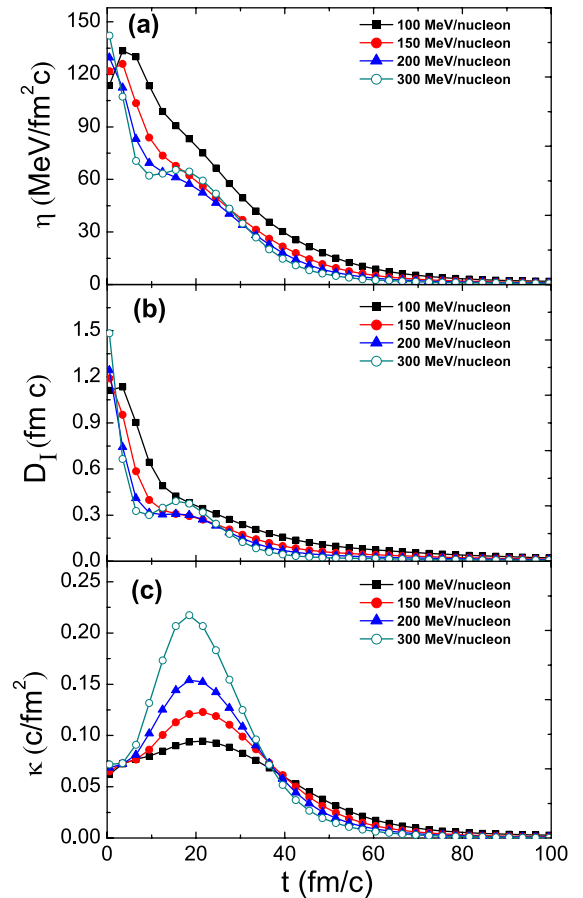 (a)
100 MeV/nucleon
150 MeV/nucleon
200 MeV/nucleon
300 MeV/nucleon
150
120
90
60
30
0
η (MeV/fm²c)
(b)
100 MeV/nucleon
150 MeV/nucleon
200 MeV/nucleon
300 MeV/nucleon
1.5
1.2
0.9
0.6
0.3
0.0
D_I (fm c)
(c)
100 MeV/nucleon
150 MeV/nucleon
200 MeV/nucleon
300 MeV/nucleon
0.25
0.20
0.15
0.10
0.05
0.00
κ (c/fm²)
0 20 40 60 80 100
t (fm/c)